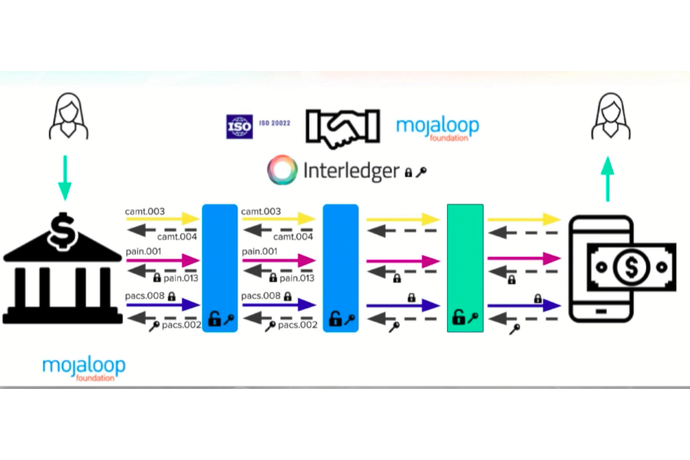 ISO
ISO 20022
mojaloop
foundation
Interledger
camt.003
camt.003
camt.004
camt.004
pain.001
pain.001
pain.013
pain.013
pacs.008
pacs.008
pacs.002
pacs.002
$
$
mojaloop
foundation